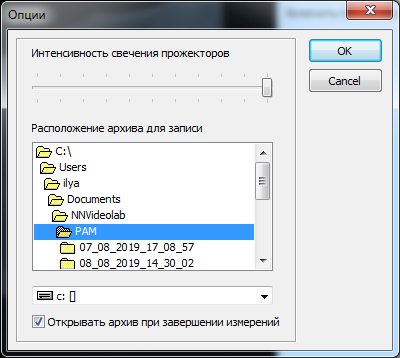 Опции
Интенсивность свечения прожекторов
OK
Cancel
Расположение архива для записи
C:\
Users
ilya
Documents
NNVideolab
PAM
07_08_2019_17_08_57
08_08_2019_14_30_02
c: []
Открывать архив при завершении измерений